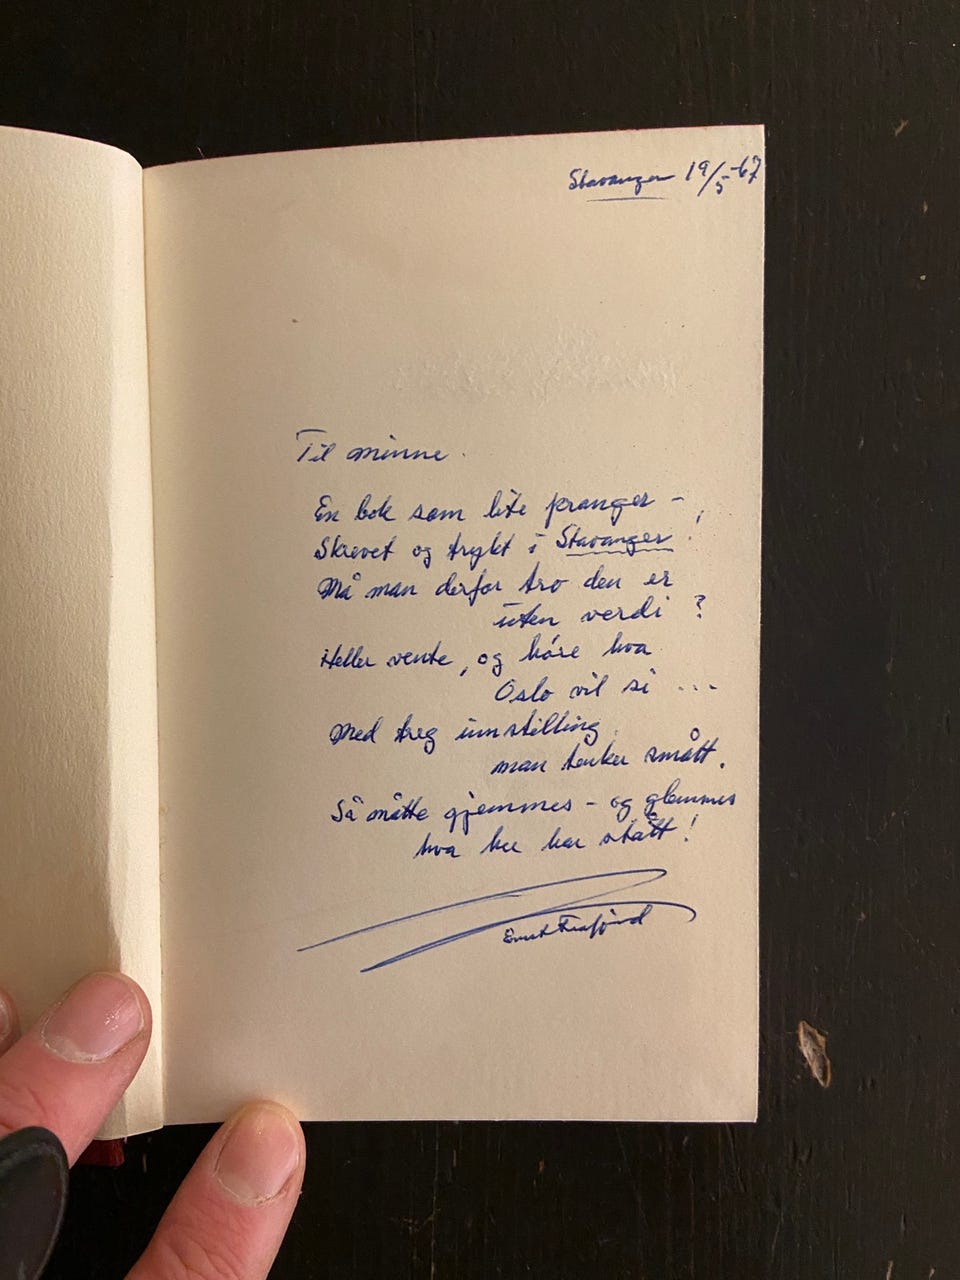 Stavanger 19/5-67
Til minne.
En bok som lite pranger -
Skrevet og trykt i Stavanger!
Må man derfor tro den er
uten verdi ?
Heller vente, og høre hva
Oslo vil si ...
Med treg innstilling
man tenker smått.
Så måtte gjemmes - og glemmes
hva her har stått!
Frafjord